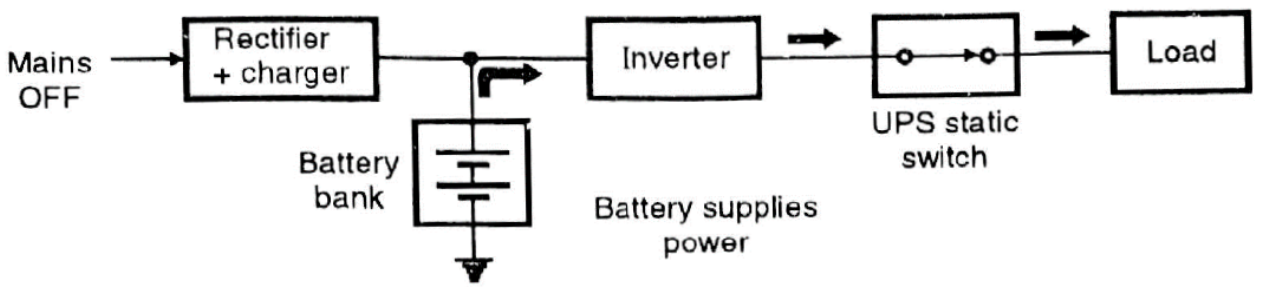 Mains
OFF
Rectifier
+ charger
Battery
bank
Inverter
Battery supplies
power
UPS static
switch
Load